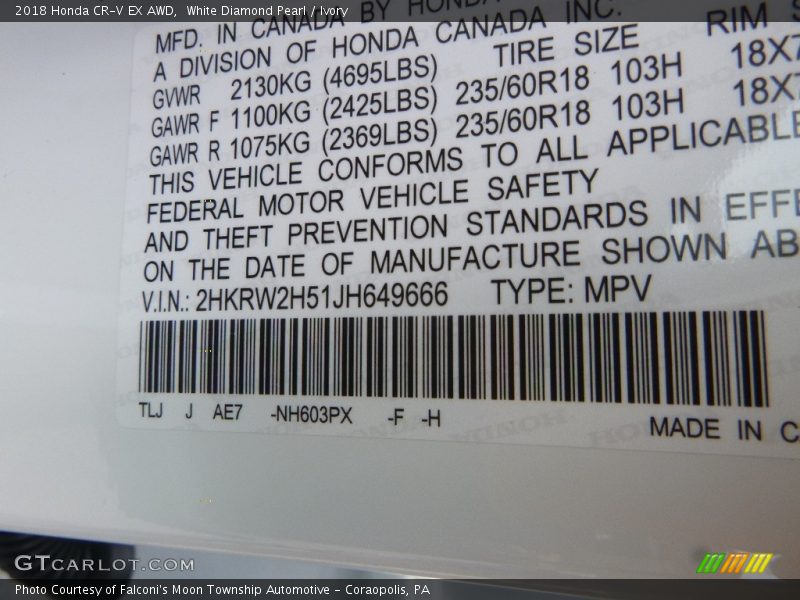 2018 Honda CR-V EX AWD, White Diamond Pearl / Ivory
MFD. IN CANADA BY HONDA
A DIVISION OF HONDA CANADA INC.
TIRE SIZE RIM S
GVWR 2130KG (4695LBS)
GAWR F 1100KG (2425LBS) 235/60R18 103H 18X7
GAWR R 1075KG (2369LBS) 235/60R18 103H 18X7
THIS VEHICLE CONFORMS TO ALL APPLICABLE
FEDERAL MOTOR VEHICLE SAFETY
AND THEFT PREVENTION STANDARDS IN EFFE
ON THE DATE OF MANUFACTURE SHOWN AB
V.I.N.: 2HKRW2H51JH649666 TYPE: MPV
TLJ J AE7 -NH603PX -F -H
MADE IN C
GTCARLOT.COM
Photo Courtesy of Falconi's Moon Township Automotive - Coraopolis, PA